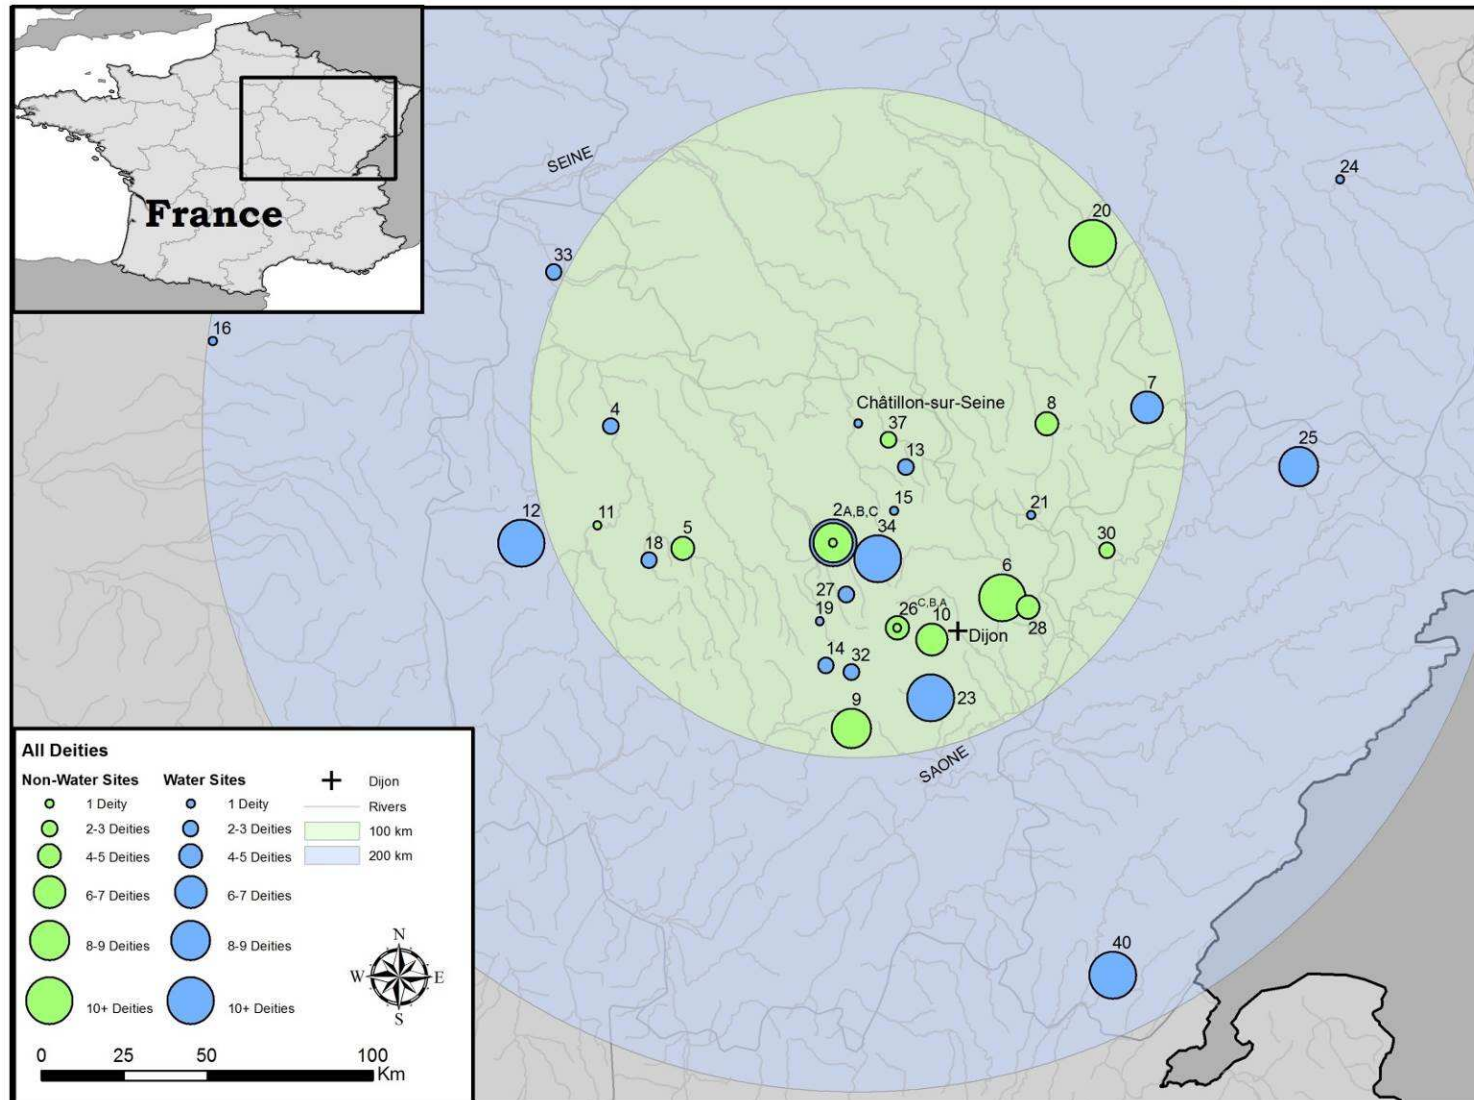 France
SEINE
24
20
33
16
7
8
Châtillon-sur-Seine
4
37
13
25
15
21
12
11
5
2A,B,C
34
18
30
6
27
19
26C,B,A
10
Dijon
28
14
32
9
23
SAONE
40
All Deities
Non-Water Sites Water Sites Dijon
1 Deity 1 Deity Rivers
2-3 Deities 2-3 Deities 100 km
4-5 Deities 4-5 Deities 200 km
6-7 Deities 6-7 Deities
8-9 Deities 8-9 Deities
10+ Deities 10+ Deities
N
W E
S
0 25 50 100
Km